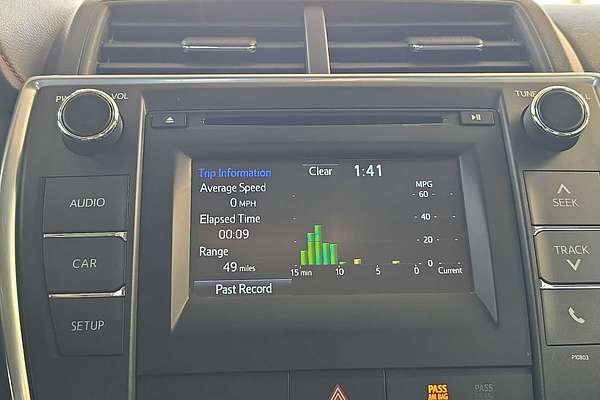 PW VOL
TUNE L
Trip Information Clear 1:41
Average Speed MPG
0 MPH 60
Elapsed Time 40
00:09
Range 20
49 miles 0
15 min 10 5 0 Current
Past Record
AUDIO
CAR
SETUP
SEEK
TRACK
P10803
PASS
AIR BAG
PASS